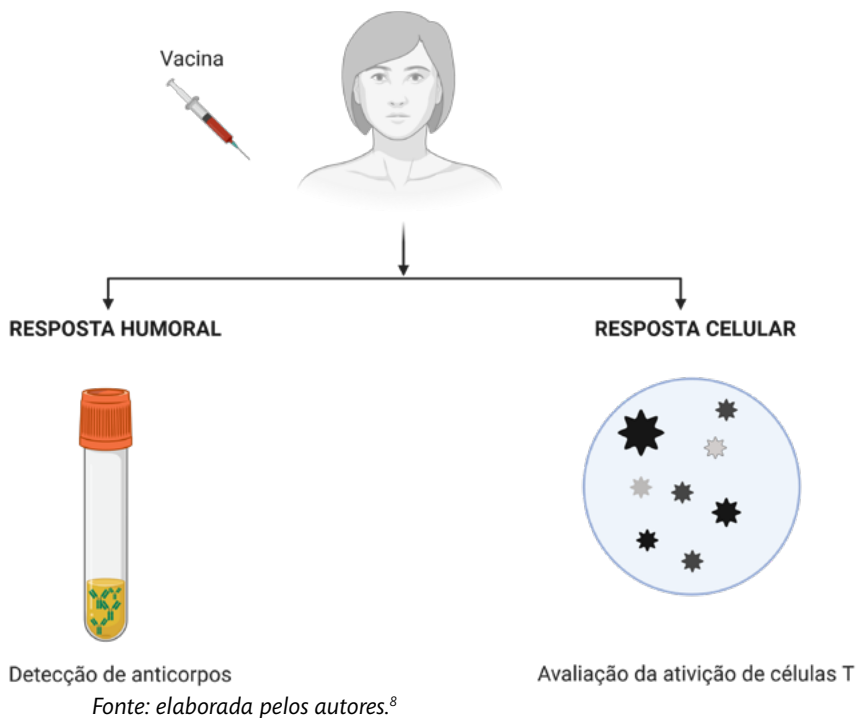 Vacina
RESPOSTA HUMORAL
RESPOSTA CELULAR
Detecção de anticorpos
Avaliação da ativição de células T
Fonte: elaborada pelos autores.⁸